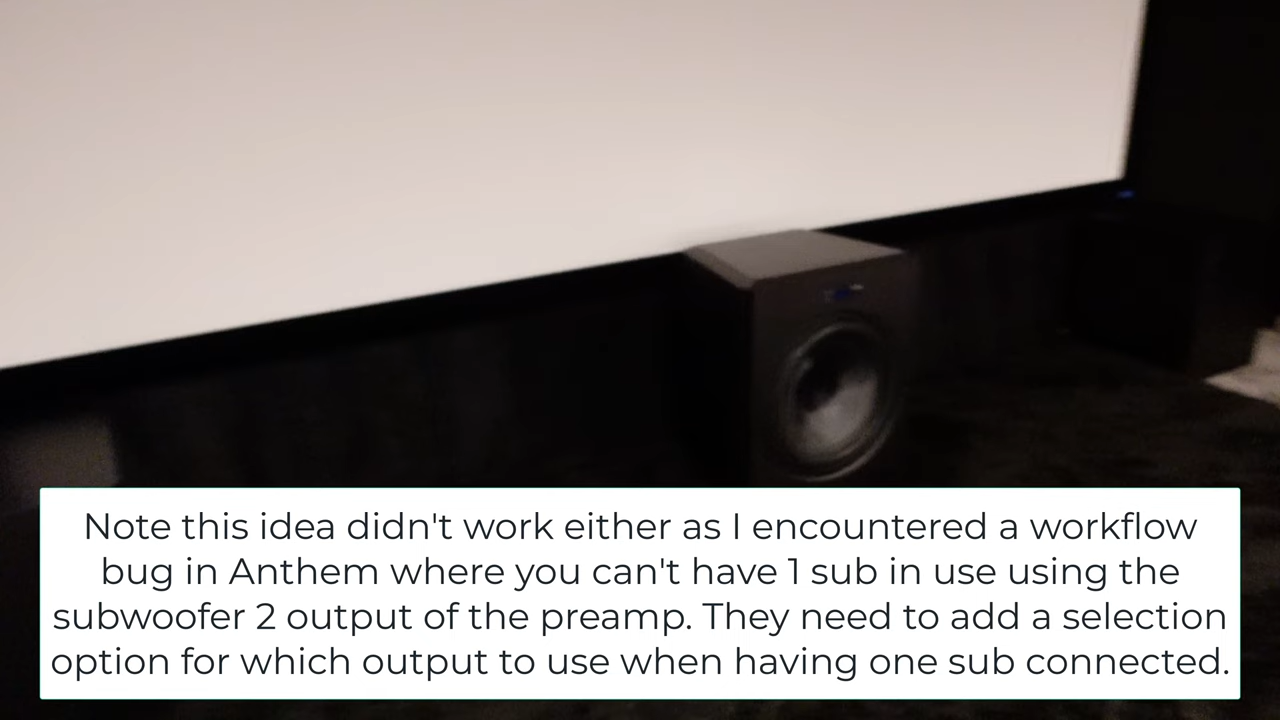 Note this idea didn't work either as I encountered a workflow
bug in Anthem where you can't have 1 sub in use using the
subwoofer 2 output of the preamp. They need to add a selection
option for which output to use when having one sub connected.